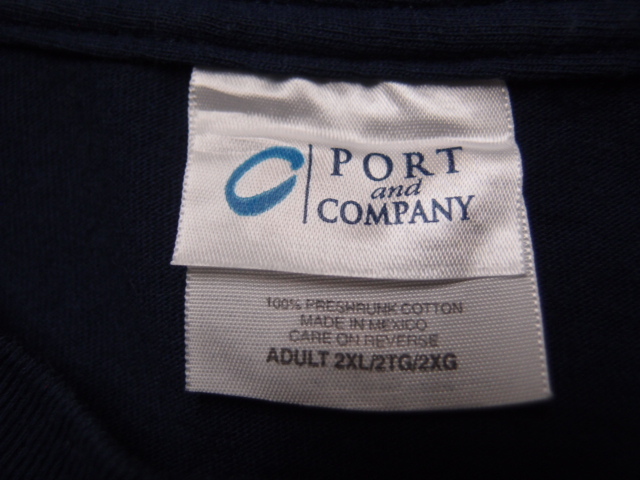 PORT
and
COMPANY
100% PRESHRUNK COTTON
MADE IN MEXICO
CARE ON REVERSE
ADULT 2XL/2TG/2XG